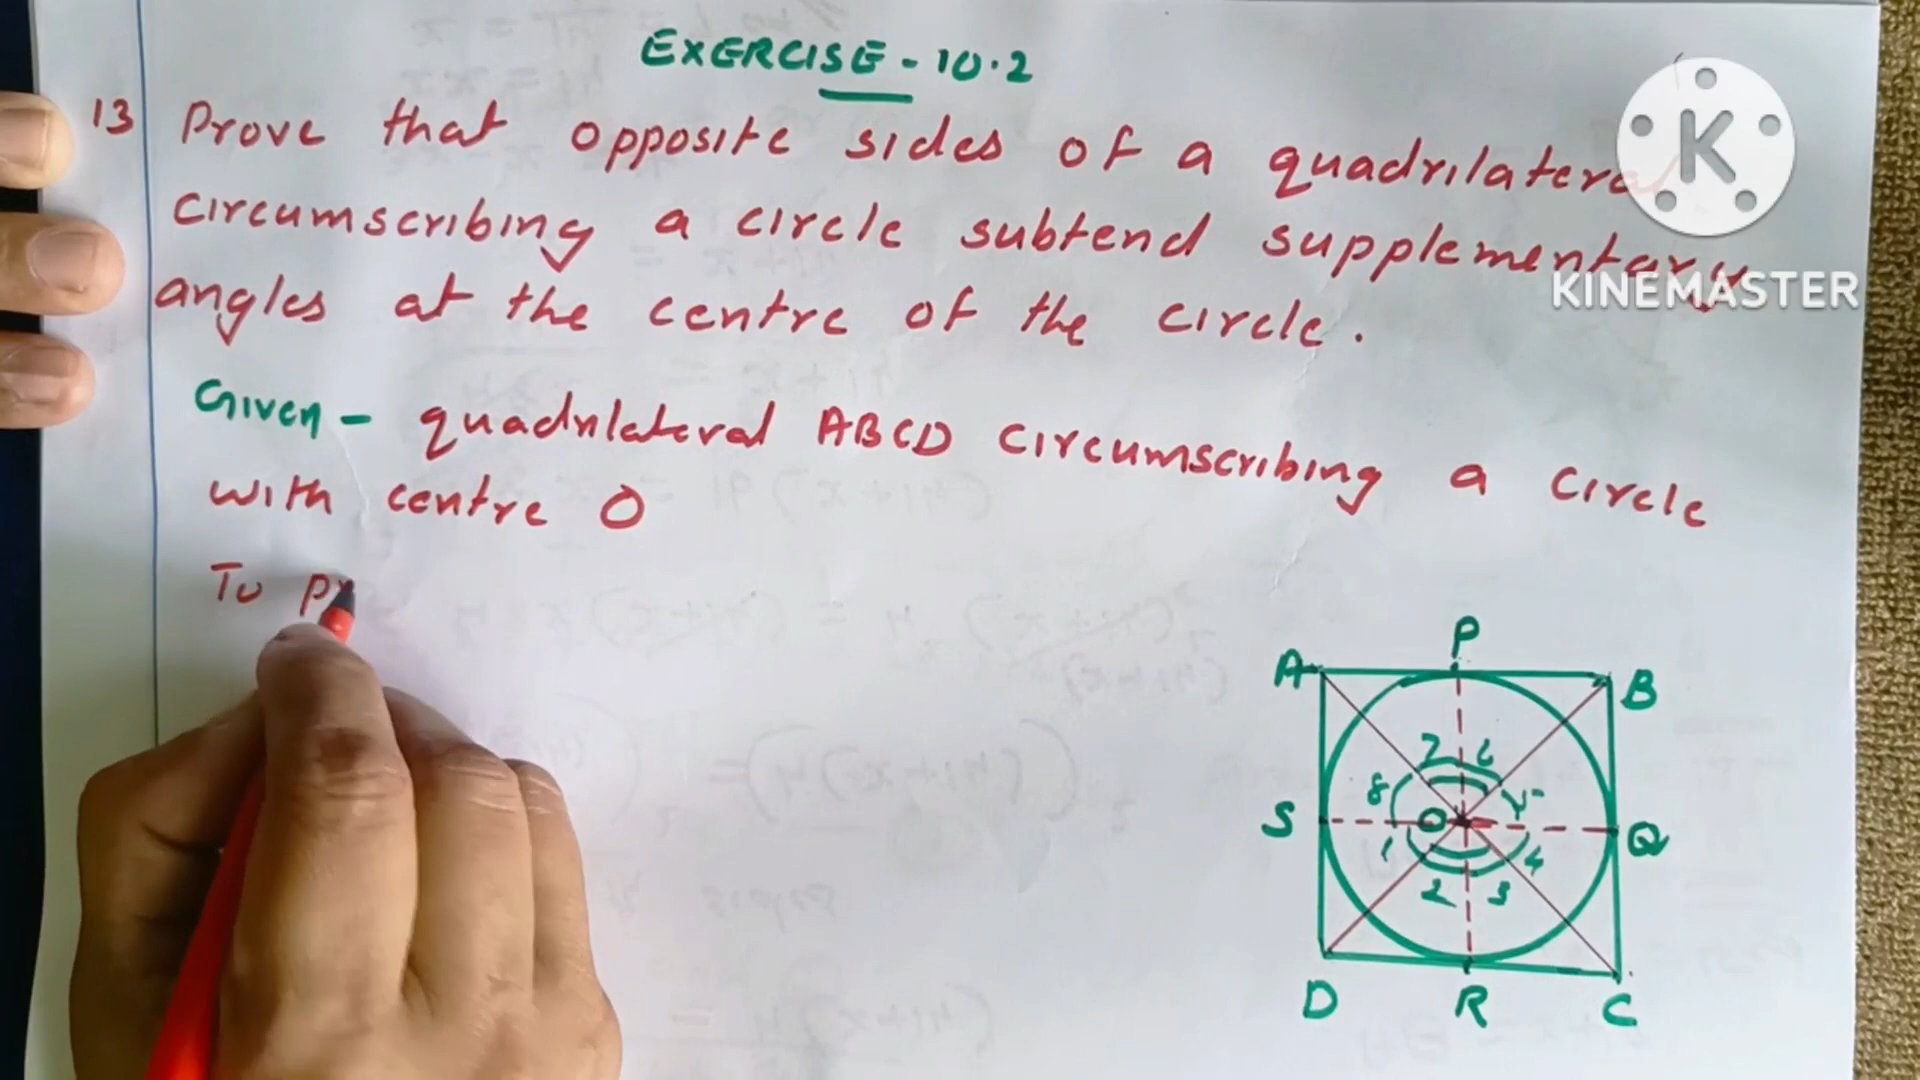 EXERCISE - 10.2
13 Prove that opposite sides of a quadrilateral
circumscribing a circle subtend supplementary
angles at the centre of the circle.
Given - quadrilateral ABCD circumscribing a circle
with centre O
To pr
K
KINEMASTER
P
A B
7 6
8 5
S O Q
1 4
2 3
D R C